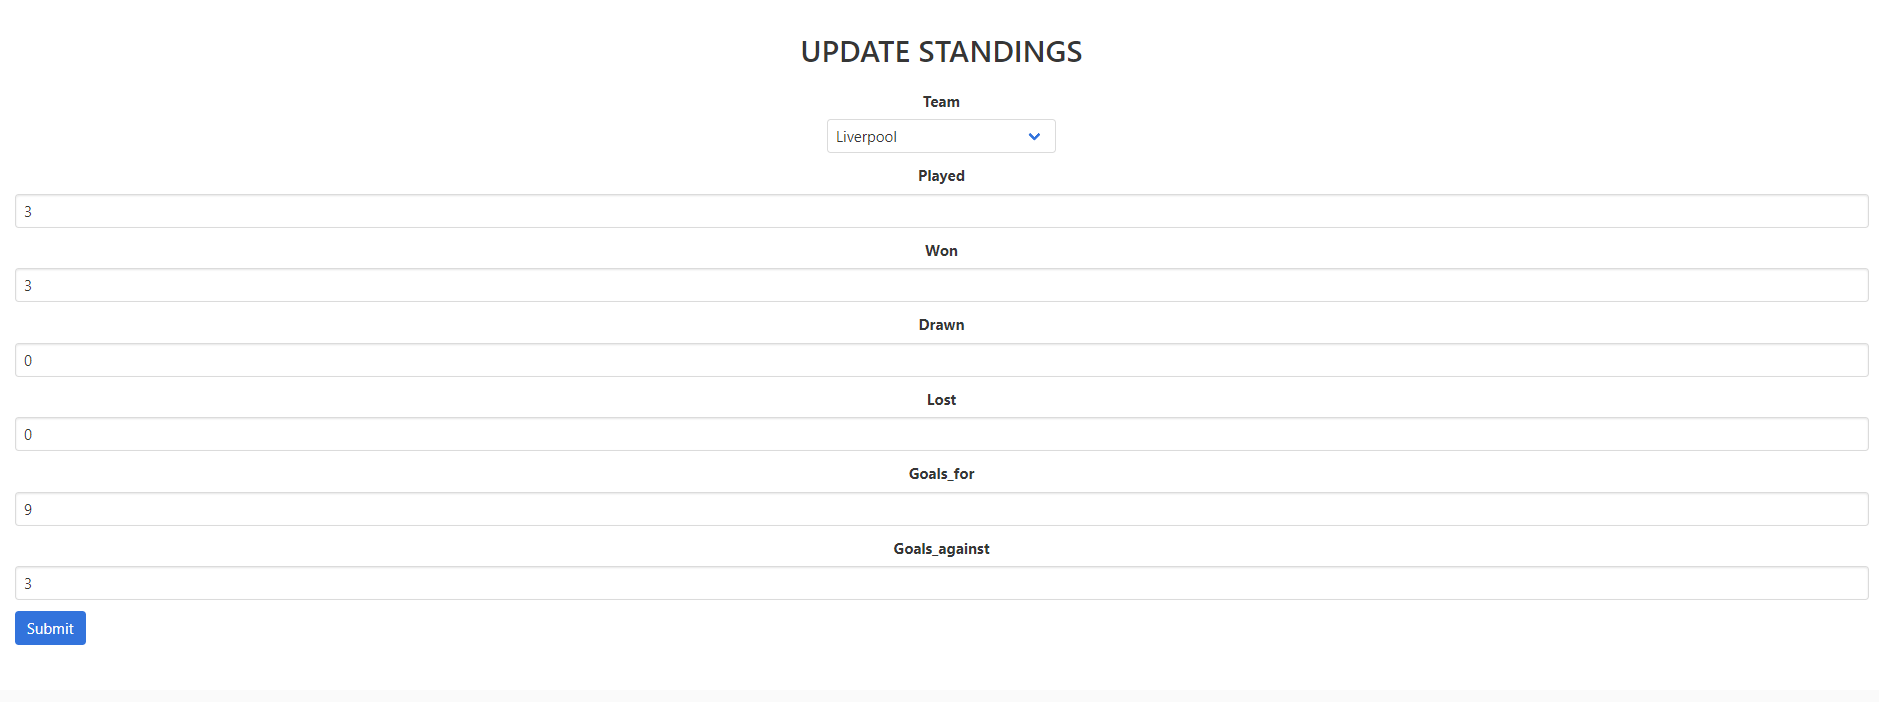 UPDATE STANDINGS
Team
Liverpool
Played
3
Won
3
Drawn
0
Lost
0
Goals_for
9
Goals_against
3
Submit